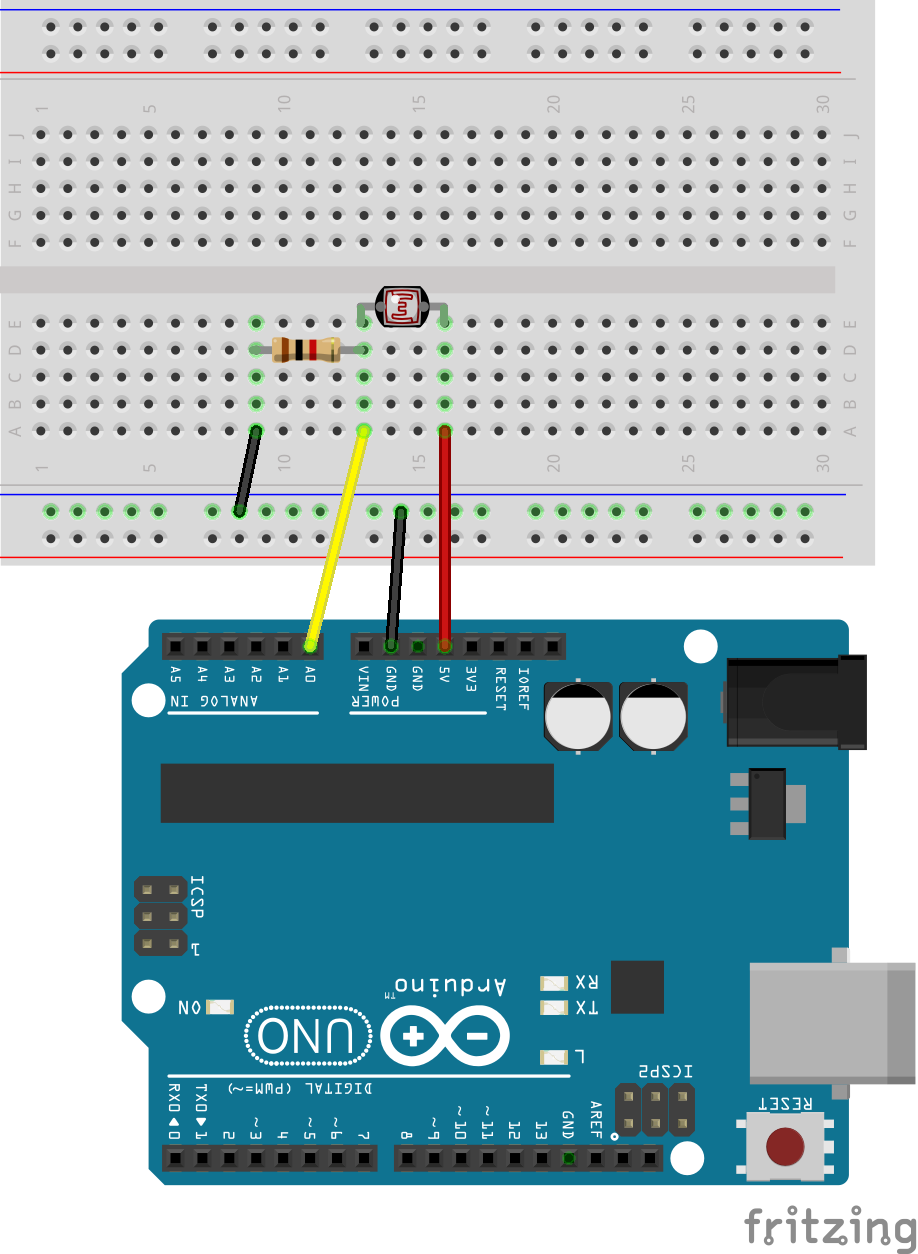 1 5 10 15 20 25 30
J J
I I
H H
G G
F F
E E
D D
C C
B B
A A
1 5 10 15 20 25 30
A5 A4 A3 A2 A1 A0 VIN GND GND 5V 3V3 RESET IOREF
ANALOG IN POWER
ICSP
1
Arduino™
RX
ON UNO TX
L
ICSP2
DIGITAL (PWM=~)
RESET
RX0◀0 TX0▶1 2 ~3 4 ~5 ~6 7 8 ~9 ~10 ~11 12 13 GND AREF
fritzing